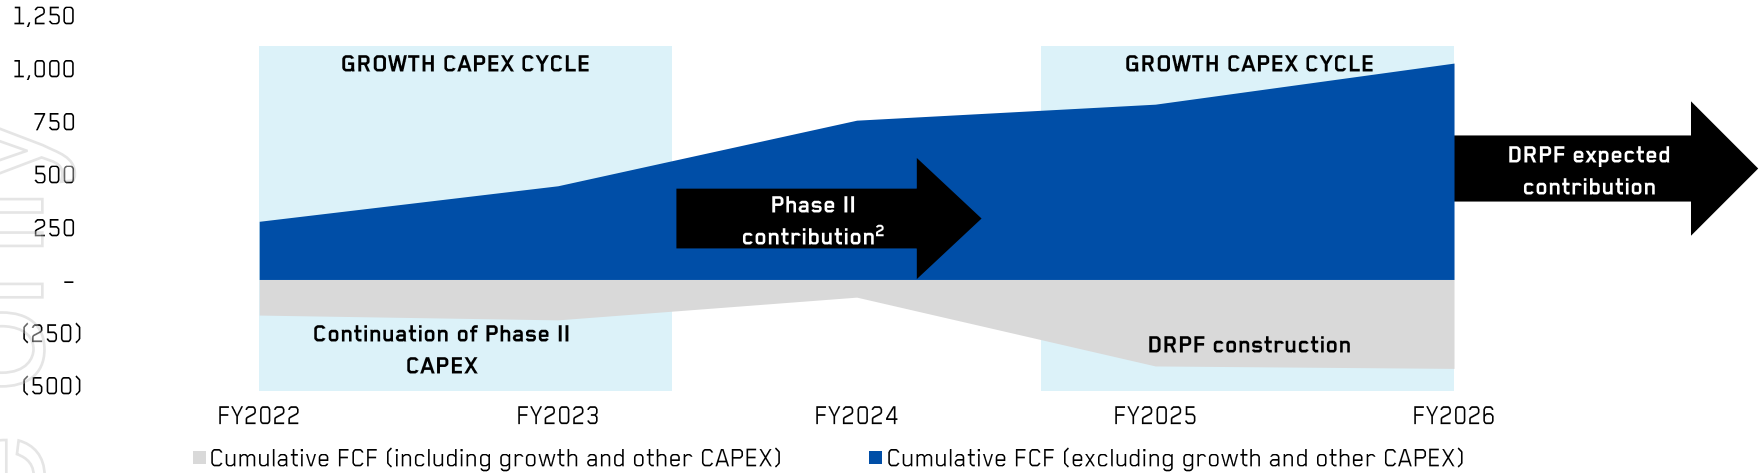 1,250
1,000
750
500
250
–
(250)
(500)
GROWTH CAPEX CYCLE
GROWTH CAPEX CYCLE
Phase II
contribution2
DRPF expected
contribution
Continuation of Phase II
CAPEX
DRPF construction
FY2022
FY2023
FY2024
FY2025
FY2026
Cumulative FCF (including growth and other CAPEX)
Cumulative FCF (excluding growth and other CAPEX)